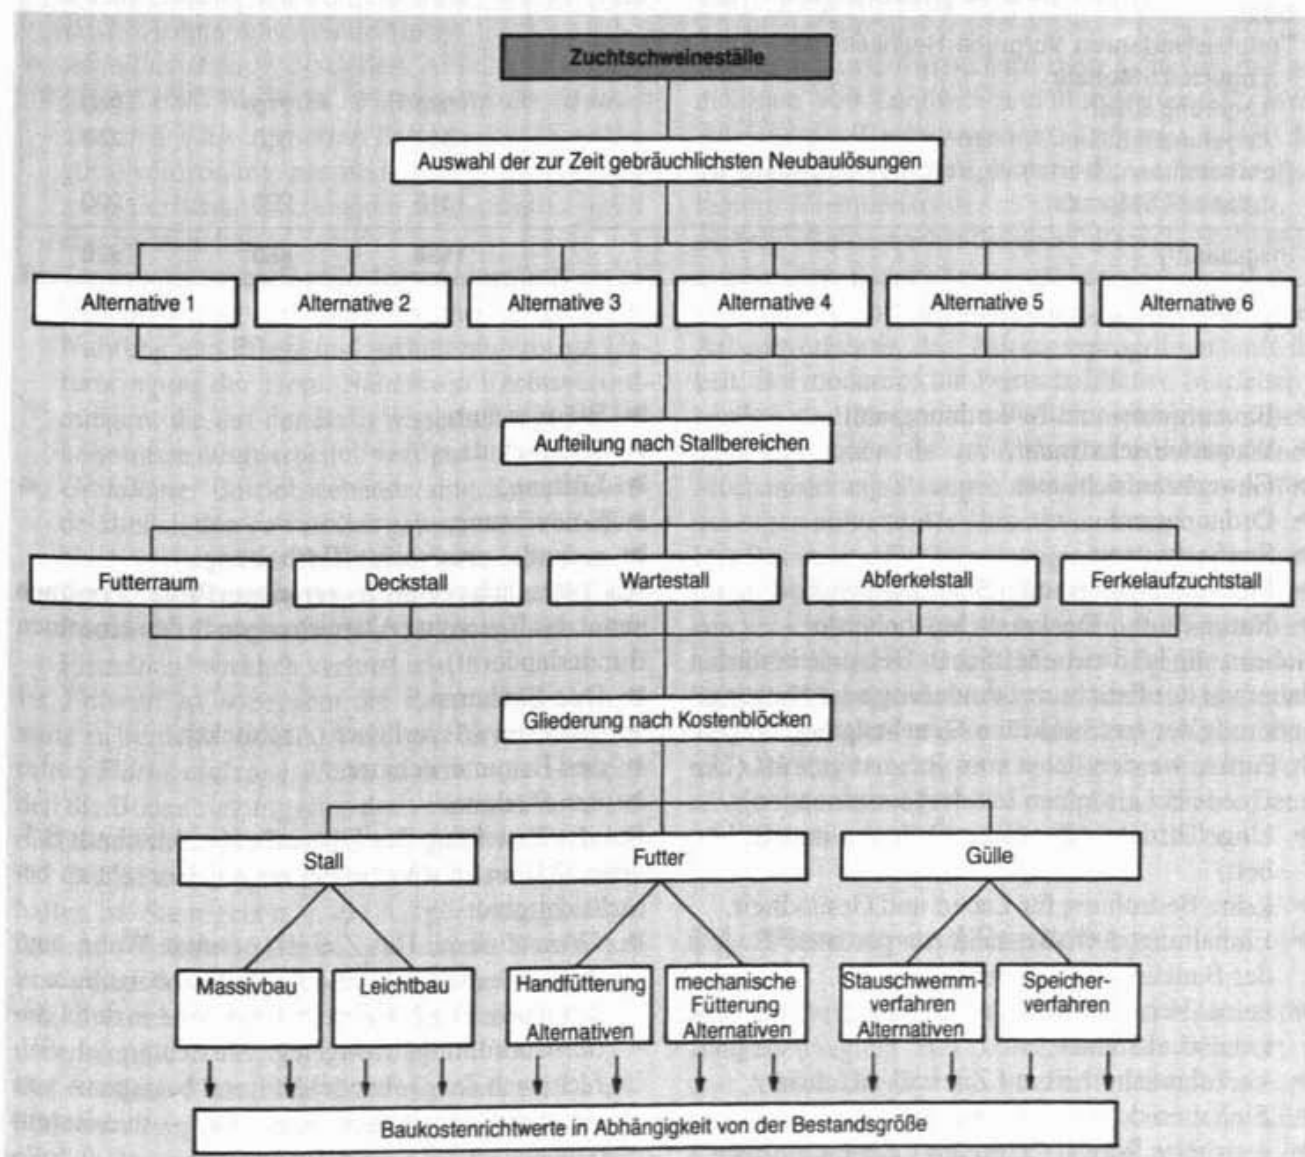 Zuchtschweineställe
Auswahl der zur Zeit gebräuchlichsten Neubaulösungen
Alternative 1
Alternative 2
Alternative 3
Alternative 4
Alternative 5
Alternative 6
Aufteilung nach Stallbereichen
Futterraum
Deckstall
Wartestall
Abferkelstall
Ferkelaufzuchtstall
Gliederung nach Kostenblöcken
Stall
Futter
Gülle
Massivbau
Leichtbau
Handfütterung
Alternativen
mechanische
Fütterung
Alternativen
Stauschwemm-
verfahren
Alternativen
Speicher-
verfahren
Baukostenrichtwerte in Abhängigkeit von der Bestandsgröße